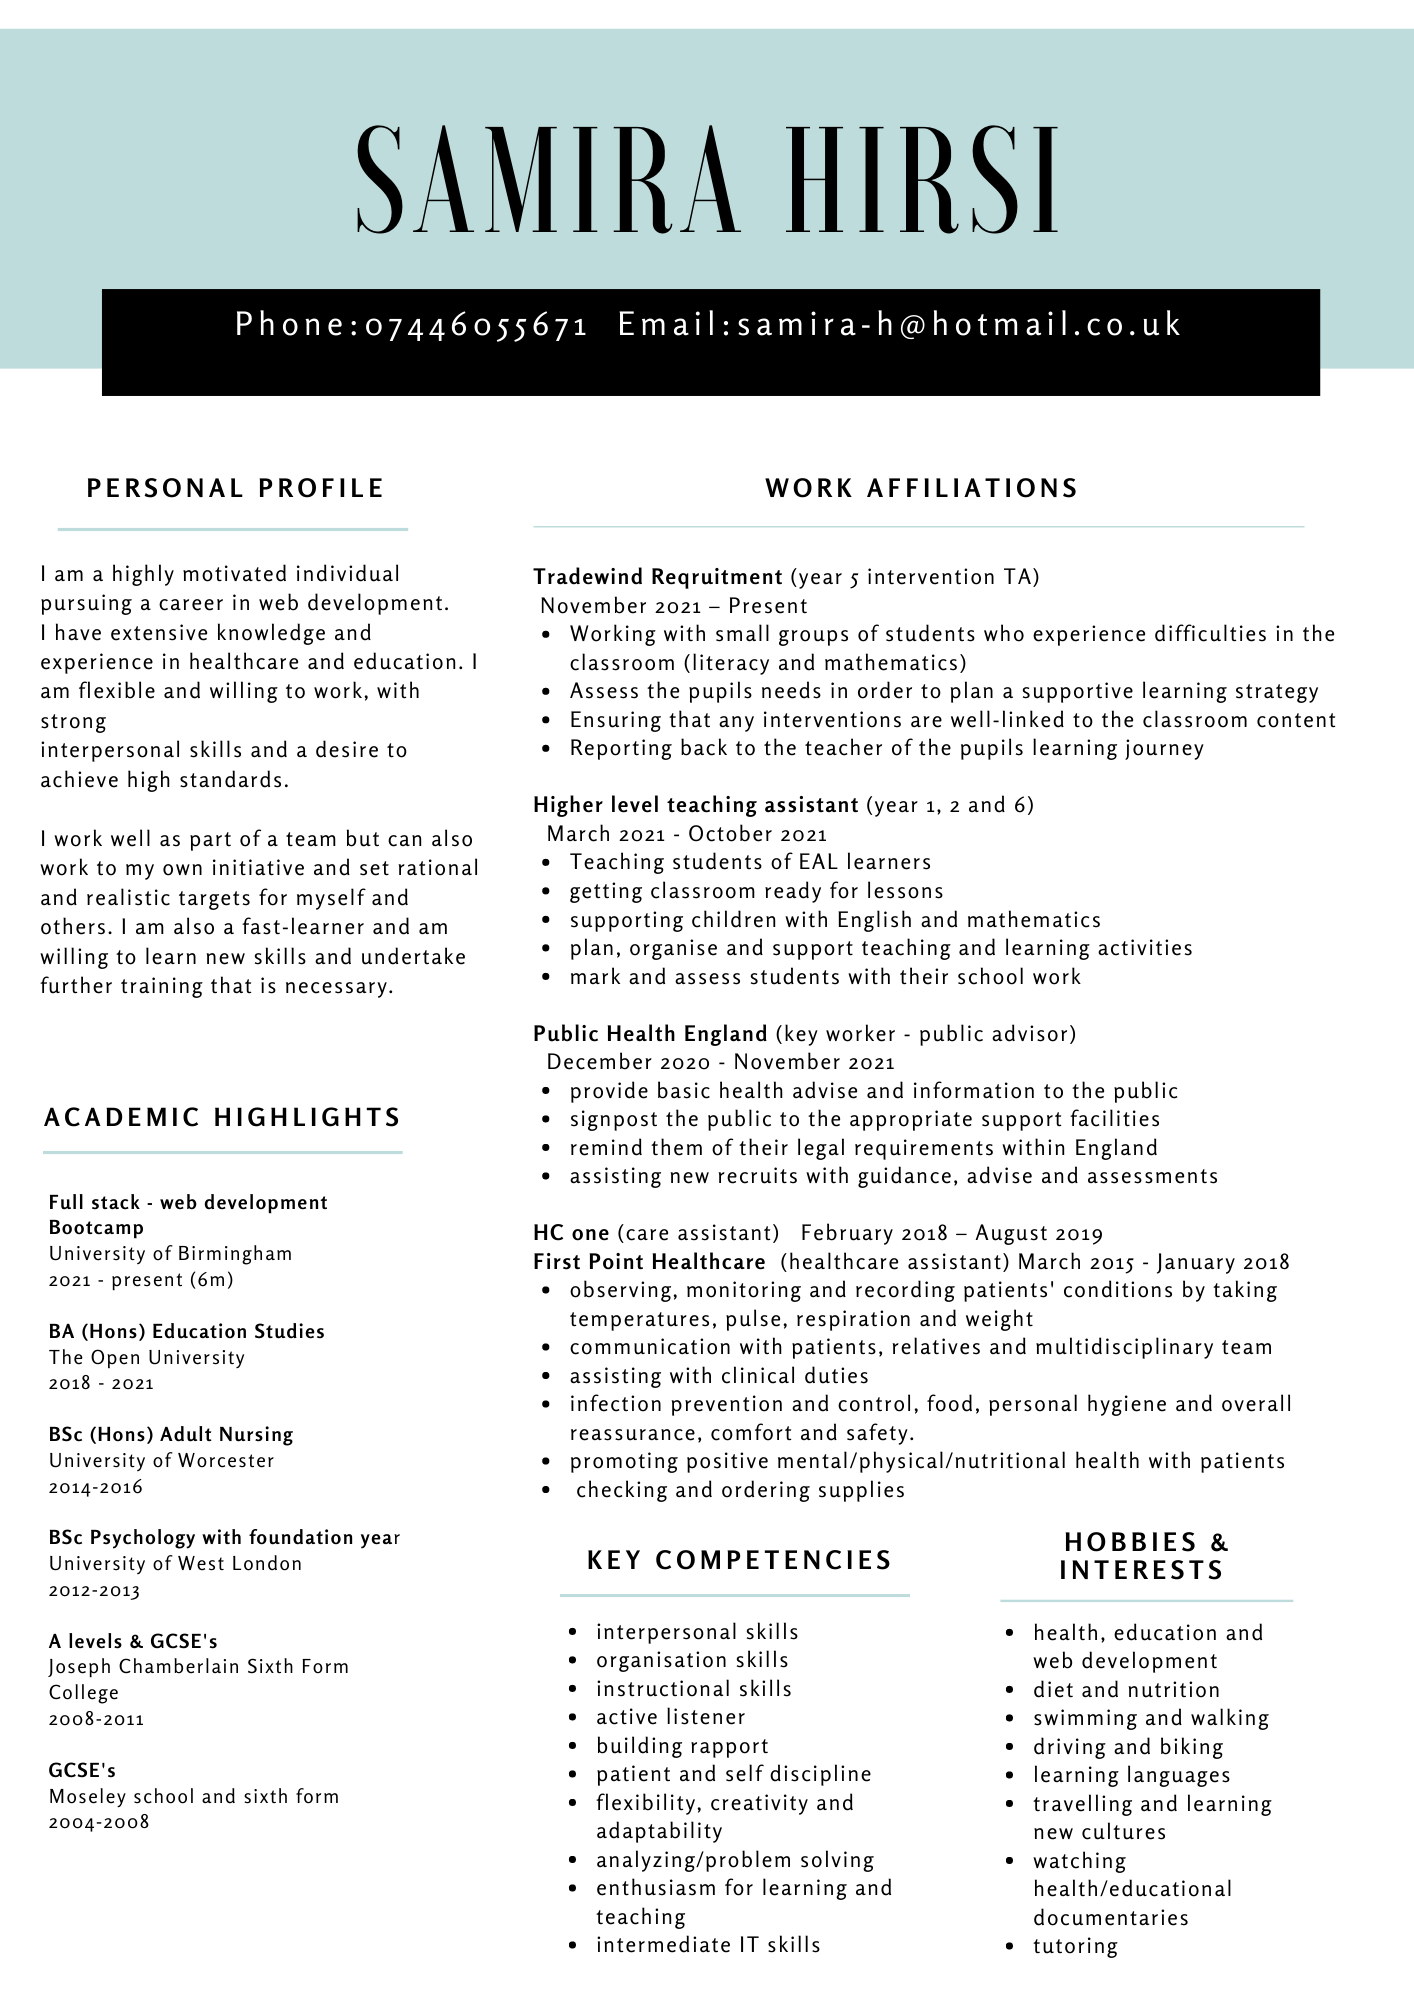 SAMIRA HIRSI
Phone:07446055671 Email:samira-h@hotmail.co.uk
PERSONAL PROFILE
I am a highly motivated individual
pursuing a career in web development.
I have extensive knowledge and
experience in healthcare and education. I
am flexible and willing to work, with
strong
interpersonal skills and a desire to
achieve high standards.
I work well as part of a team but can also
work to my own initiative and set rational
and realistic targets for myself and
others. I am also a fast-learner and am
willing to learn new skills and undertake
further training that is necessary.
ACADEMIC HIGHLIGHTS
Full stack - web development
Bootcamp
University of Birmingham
2021 - present (6m)
BA (Hons) Education Studies
The Open University
2018 - 2021
BSc (Hons) Adult Nursing
University of Worcester
2014-2016
BSc Psychology with foundation year
University of West London
2012-2013
A levels & GCSE's
Joseph Chamberlain Sixth Form
College
2008-2011
GCSE's
Moseley school and sixth form
2004-2008
WORK AFFILIATIONS
Tradewind Reqruitment (year 5 intervention TA)
November 2021 – Present
• Working with small groups of students who experience difficulties in the
classroom (literacy and mathematics)
• Assess the pupils needs in order to plan a supportive learning strategy
• Ensuring that any interventions are well-linked to the classroom content
• Reporting back to the teacher of the pupils learning journey
Higher level teaching assistant (year 1, 2 and 6)
March 2021 - October 2021
• Teaching students of EAL learners
• getting classroom ready for lessons
• supporting children with English and mathematics
• plan, organise and support teaching and learning activities
• mark and assess students with their school work
Public Health England (key worker - public advisor)
December 2020 - November 2021
• provide basic health advise and information to the public
• signpost the public to the appropriate support facilities
• remind them of their legal requirements within England
• assisting new recruits with guidance, advise and assessments
HC one (care assistant) February 2018 – August 2019
First Point Healthcare (healthcare assistant) March 2015 - January 2018
• observing, monitoring and recording patients' conditions by taking
temperatures, pulse, respiration and weight
• communication with patients, relatives and multidisciplinary team
• assisting with clinical duties
• infection prevention and control, food, personal hygiene and overall
reassurance, comfort and safety.
• promoting positive mental/physical/nutritional health with patients
• checking and ordering supplies
KEY COMPETENCIES
• interpersonal skills
• organisation skills
• instructional skills
• active listener
• building rapport
• patient and self discipline
• flexibility, creativity and
adaptability
• analyzing/problem solving
• enthusiasm for learning and
teaching
• intermediate IT skills
HOBBIES &
INTERESTS
• health, education and
web development
• diet and nutrition
• swimming and walking
• driving and biking
• learning languages
• travelling and learning
new cultures
• watching
health/educational
documentaries
• tutoring